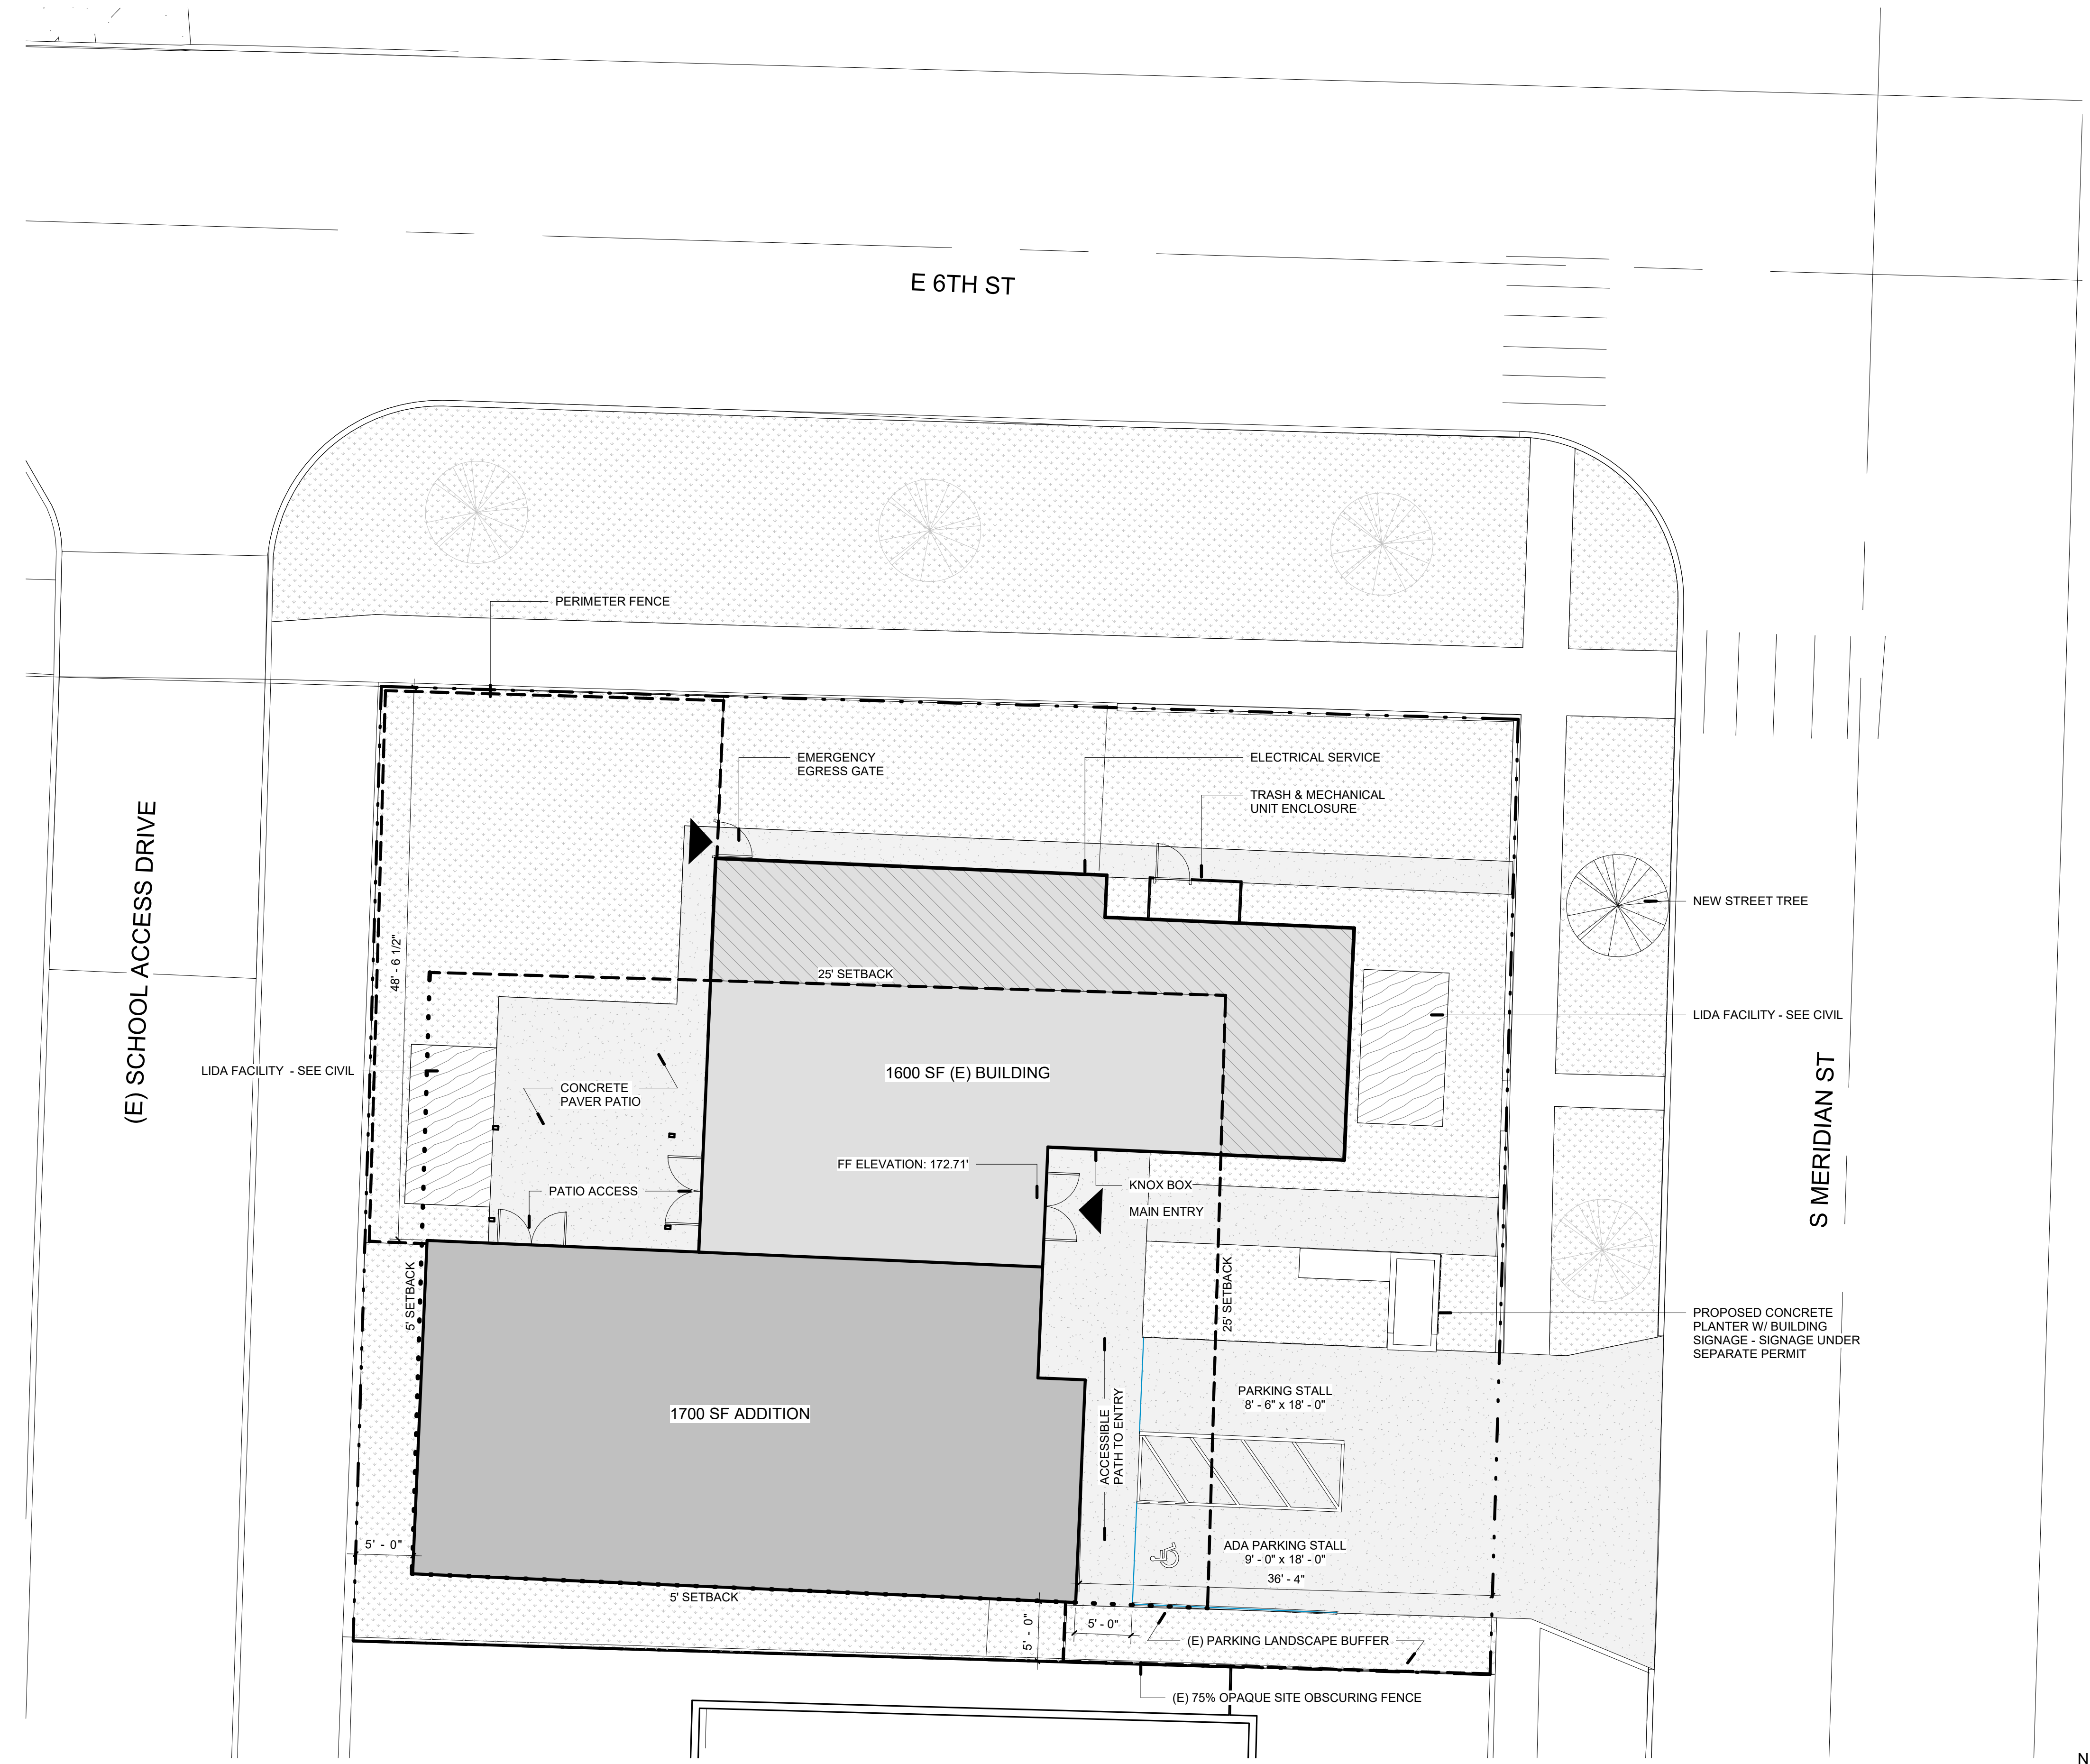 E 6TH ST
PERIMETER FENCE
EMERGENCY
EGRESS GATE
ELECTRICAL SERVICE
TRASH & MECHANICAL
UNIT ENCLOSURE
(E) SCHOOL ACCESS DRIVE
48' - 6 1/2"
25' SETBACK
NEW STREET TREE
LIDA FACILITY - SEE CIVIL
LIDA FACILITY - SEE CIVIL
1600 SF (E) BUILDING
CONCRETE
PAVER PATIO
S MERIDIAN ST
FF ELEVATION: 172.71'
PATIO ACCESS
KNOX BOX
MAIN ENTRY
5' SETBACK
25' SETBACK
PROPOSED CONCRETE
PLANTER W/ BUILDING
SIGNAGE - SIGNAGE UNDER
SEPARATE PERMIT
1700 SF ADDITION
ACCESSIBLE
PATH TO ENTRY
PARKING STALL
8' - 6" x 18' - 0"
ADA PARKING STALL
9' - 0" x 18' - 0"
36' - 4"
5' - 0"
5' SETBACK
5' - 0"
5' - 0"
(E) PARKING LANDSCAPE BUFFER
(E) 75% OPAQUE SITE OBSCURING FENCE
N